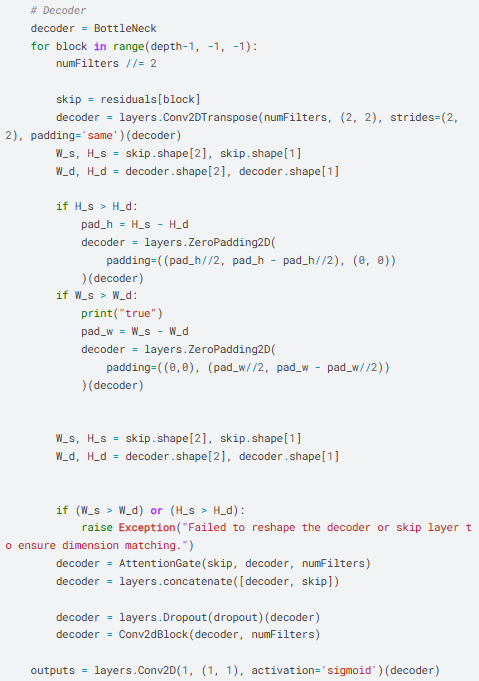 # Decoder
    decoder = BottleNeck
    for block in range(depth-1, -1, -1):
        numFilters //= 2

        skip = residuals[block]
        decoder = layers.Conv2DTranspose(numFilters, (2, 2), strides=(2,
2), padding='same')(decoder)
        W_s, H_s = skip.shape[2], skip.shape[1]
        W_d, H_d = decoder.shape[2], decoder.shape[1]

        if H_s > H_d:
            pad_h = H_s - H_d
            decoder = layers.ZeroPadding2D(
                padding=((pad_h//2, pad_h - pad_h//2), (0, 0))
            )(decoder)
        if W_s > W_d:
            print("true")
            pad_w = W_s - W_d
            decoder = layers.ZeroPadding2D(
                padding=((0,0), (pad_w//2, pad_w - pad_w//2))
            )(decoder)


        W_s, H_s = skip.shape[2], skip.shape[1]
        W_d, H_d = decoder.shape[2], decoder.shape[1]


        if (W_s > W_d) or (H_s > H_d):
            raise Exception("Failed to reshape the decoder or skip layer t
o ensure dimension matching.")
        decoder = AttentionGate(skip, decoder, numFilters)
        decoder = layers.concatenate([decoder, skip])

        decoder = layers.Dropout(dropout)(decoder)
        decoder = Conv2dBlock(decoder, numFilters)

    outputs = layers.Conv2D(1, (1, 1), activation='sigmoid')(decoder)